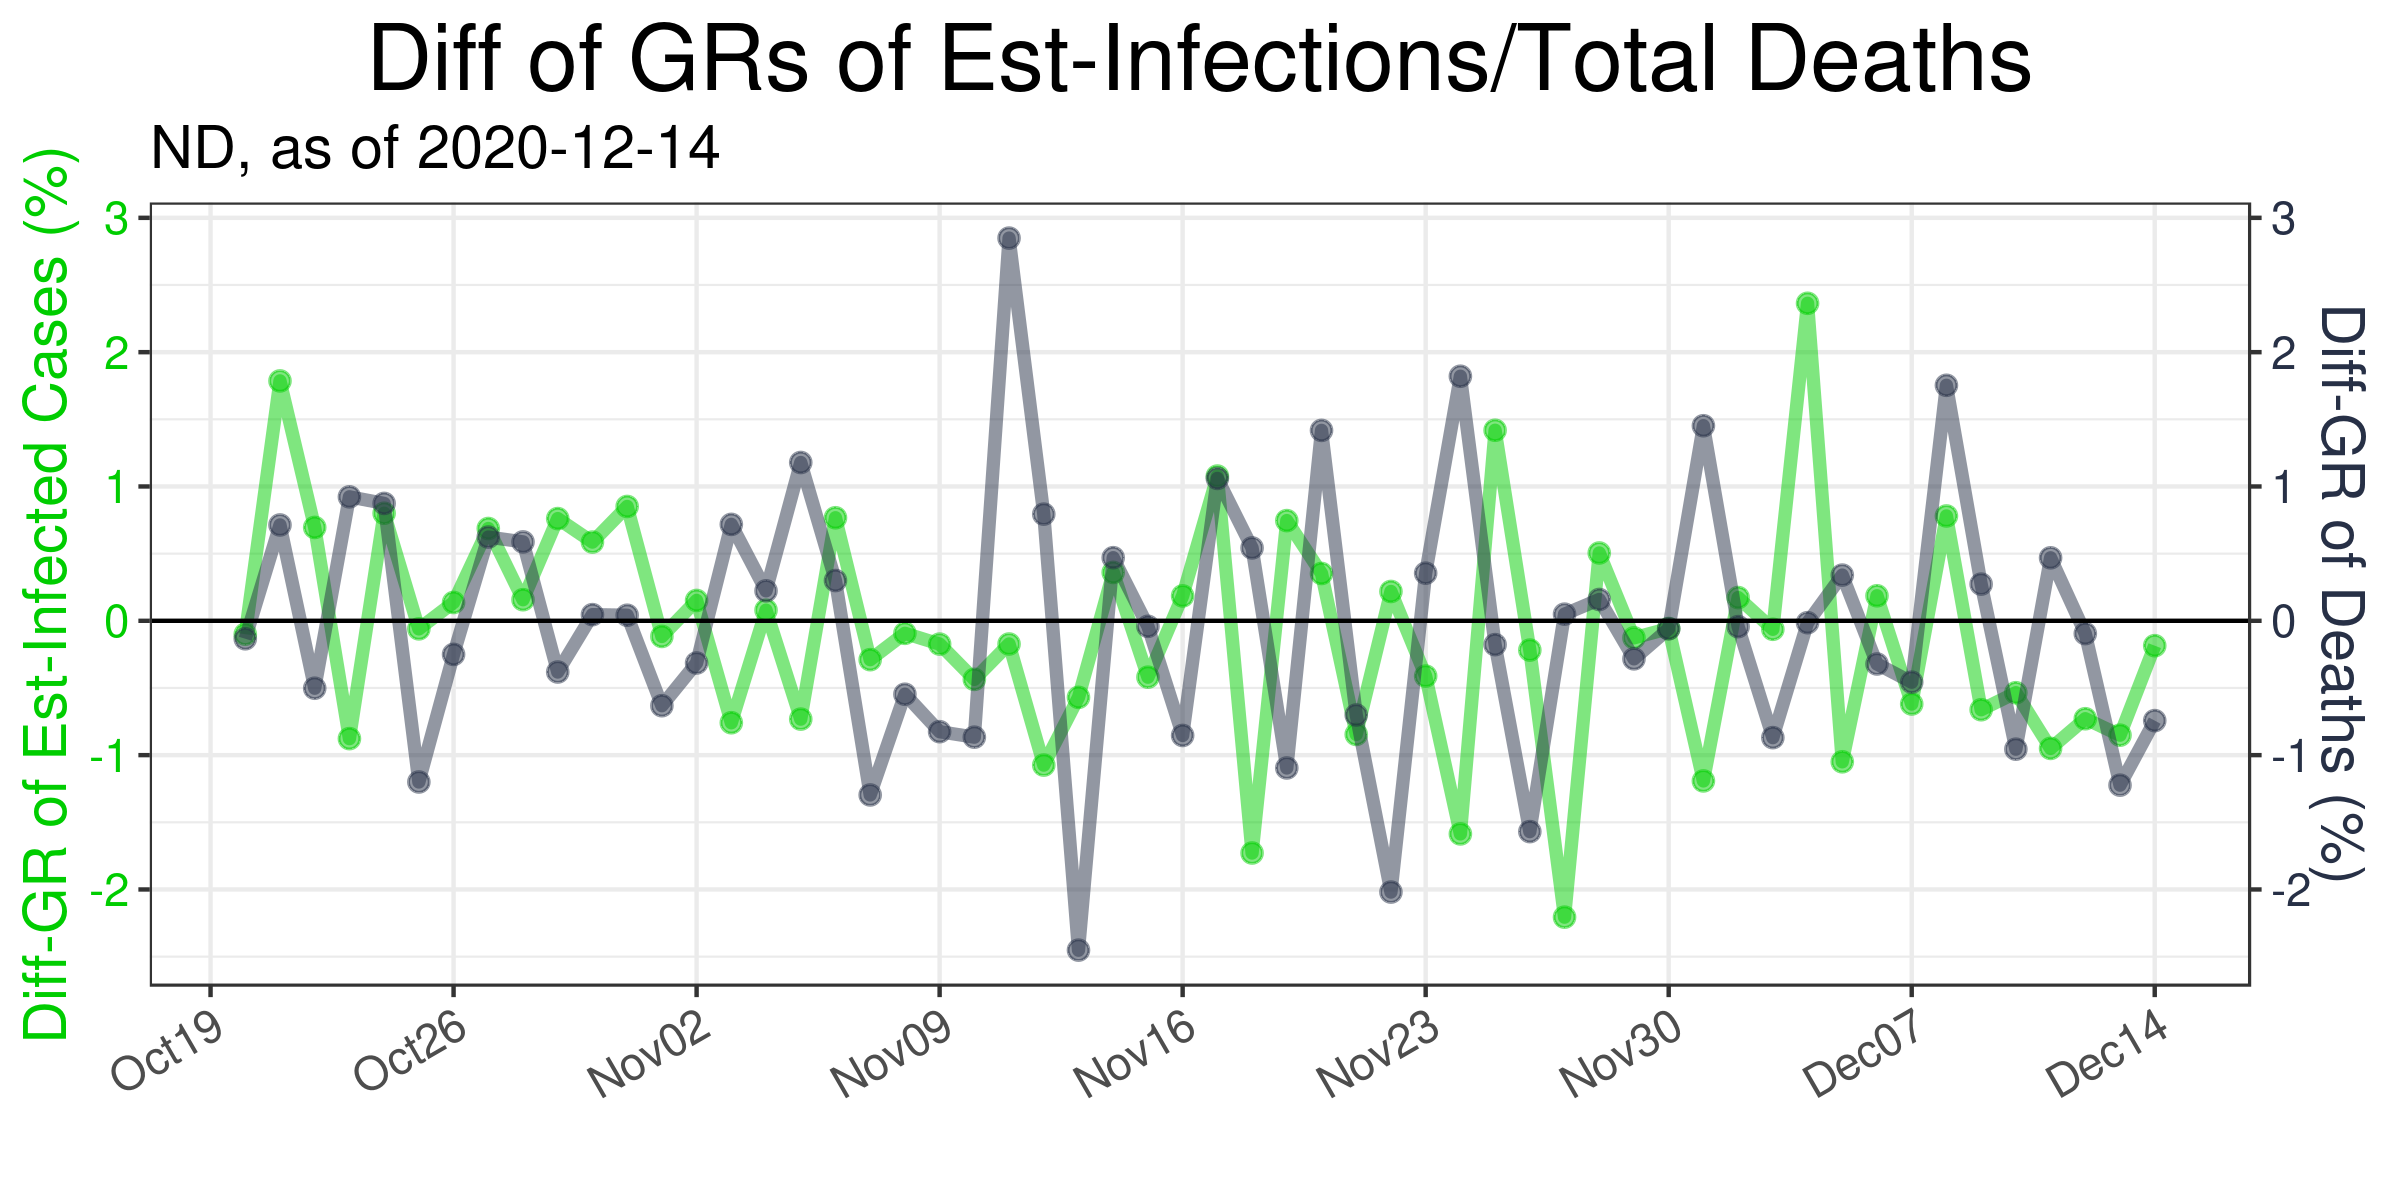 Diff of GRs of Est-Infections/Total Deaths
ND, as of 2020-12-14
Diff-GR of Est-Infected Cases (%)
3
2
1
0
-1
-2
3
2
1
0
-1
-2
Diff-GR of Deaths (%)
Oct19
Oct26
Nov02
Nov09
Nov16
Nov23
Nov30
Dec07
Dec14